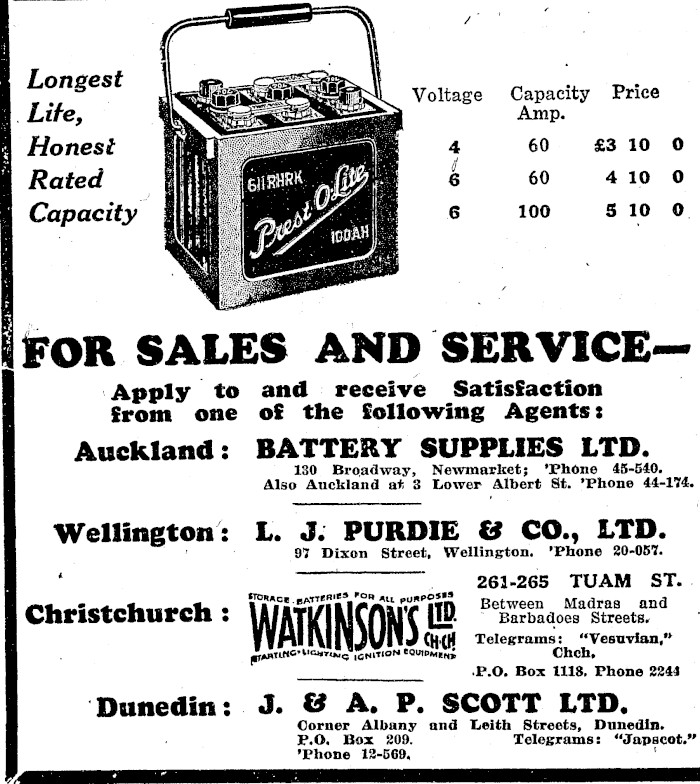 Longest
Life,
Honest
Rated
Capacity
611RHRK
Prest-O-Lite
100AH
Voltage Capacity Price
Amp.
4 60 £3 10 0
6 60 4 10 0
6 100 5 10 0
FOR SALES AND SERVICE—
Apply to and receive Satisfaction
from one of the following Agents:
Auckland: BATTERY SUPPLIES LTD.
130 Broadway, Newmarket; 'Phone 45-540.
Also Auckland at 3 Lower Albert St. 'Phone 44-174.
Wellington: L. J. PURDIE & CO., LTD.
97 Dixon Street, Wellington. 'Phone 20-057.
Christchurch:
STORAGE BATTERIES FOR ALL PURPOSES
WATKINSON'S LTD.
CH-CH
STARTING-LIGHTING IGNITION EQUIPMENT
261-265 TUAM ST.
Between Madras and
Barbadoes Streets.
Telegrams: "Vesuvian,"
Chch.
P.O. Box 1118. Phone 2244
Dunedin: J. & A. P. SCOTT LTD.
Corner Albany and Leith Streets, Dunedin.
P.O. Box 209. Telegrams: "Japscot."
'Phone 12-569.